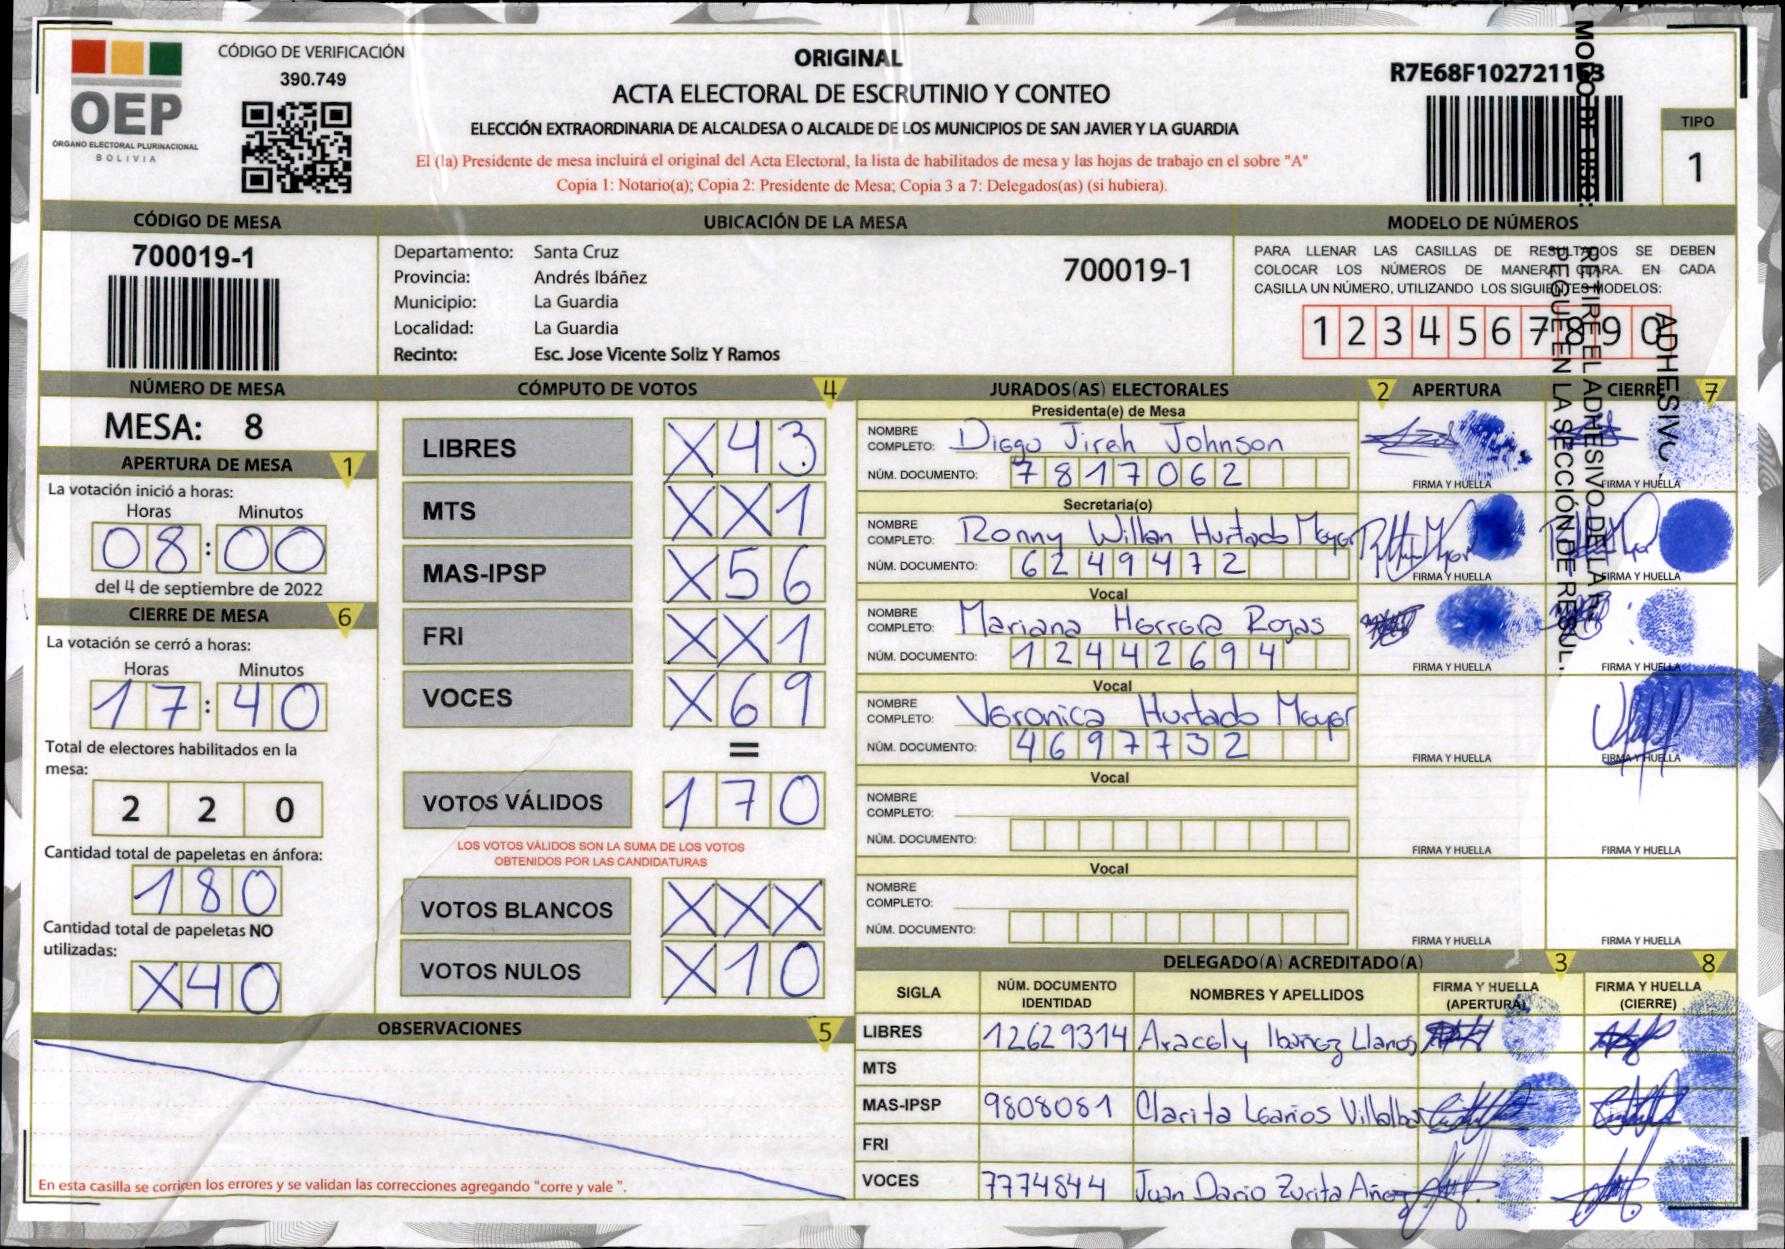 OEP
ÓRGANO ELECTORAL PLURINACIONAL
BOLIVIA
CÓDIGO DE VERIFICACIÓN
390.749
ORIGINAL
ACTA ELECTORAL DE ESCRUTINIO Y CONTEO
ELECCIÓN EXTRAORDINARIA DE ALCALDESA O ALCALDE DE LOS MUNICIPIOS DE SAN JAVIER Y LA GUARDIA
El (la) Presidente de mesa incluirá el original del Acta Electoral, la lista de habilitados de mesa y las hojas de trabajo en el sobre "A"
Copia 1: Notario(a); Copia 2: Presidente de Mesa; Copia 3 a 7: Delegados(as) (si hubiera).
TIPO
1
CÓDIGO DE MESA
700019-1
UBICACIÓN DE LA MESA
Departamento: Santa Cruz
Provincia: Andrés Ibáñez
Municipio: La Guardia
Localidad: La Guardia
Recinto: Esc. Jose Vicente Soliz Y Ramos
700019-1
MODELO DE NÚMEROS
PARA LLENAR LAS CASILLAS DE RESULTADOS SE DEBEN
COLOCAR LOS NÚMEROS DE MANERA CLARA. EN CADA
CASILLA UN NÚMERO, UTILIZANDO LOS SIGUIENTES MODELOS:
1 2 3 4 5 6 7 8 9 0
MODO DE USO:
RETIRE EL ADHESIVO DE LA
PEGUE EN LA SECCIÓN DE RESUL
ADHESIVO
NÚMERO DE MESA
MESA: 8
APERTURA DE MESA 1
La votación inició a horas:
Horas Minutos
08:00
del 4 de septiembre de 2022
CIERRE DE MESA 6
La votación se cerró a horas:
Horas Minutos
17:40
Total de electores habilitados en la
mesa:
2 2 0
Cantidad total de papeletas en ánfora:
180
Cantidad total de papeletas NO
utilizadas:
X40
CÓMPUTO DE VOTOS 4
LIBRES X43
MTS XX1
MAS-IPSP X56
FRI XX1
VOCES X69
=
VOTOS VÁLIDOS 170
LOS VOTOS VÁLIDOS SON LA SUMA DE LOS VOTOS
OBTENIDOS POR LAS CANDIDATURAS
VOTOS BLANCOS XXX
VOTOS NULOS X10
OBSERVACIONES 5
En esta casilla se corrigen los errores y se validan las correcciones agregando "corre y vale ".
JURADOS(AS) ELECTORALES 2 APERTURA CIERRE 7
Presidenta(e) de Mesa
NOMBRE
COMPLETO: Diego Jirah Johnson
NÚM. DOCUMENTO: 7817062
FIRMA Y HUELLA FIRMA Y HUELLA
Secretaria(o)
NOMBRE
COMPLETO: Ronny Willan Hurtado Mayor
NÚM. DOCUMENTO: 6249472
FIRMA Y HUELLA FIRMA Y HUELLA
Vocal
NOMBRE
COMPLETO: Mariana Herrera Rojas
NÚM. DOCUMENTO: 12442694
FIRMA Y HUELLA FIRMA Y HUELLA
Vocal
NOMBRE
COMPLETO: Veronica Hurtado Mayor
NÚM. DOCUMENTO: 4697732
FIRMA Y HUELLA FIRMA Y HUELLA
Vocal
NOMBRE
COMPLETO:
NÚM. DOCUMENTO:
FIRMA Y HUELLA FIRMA Y HUELLA
Vocal
NOMBRE
COMPLETO:
NÚM. DOCUMENTO:
FIRMA Y HUELLA FIRMA Y HUELLA
DELEGADO(A) ACREDITADO(A) 3 8
SIGLA NÚM. DOCUMENTO IDENTIDAD NOMBRES Y APELLIDOS FIRMA Y HUELLA (APERTURA) FIRMA Y HUELLA (CIERRE)
LIBRES 12629314 Aracely Ibañez Llanos
MTS
MAS-IPSP 9808081 Clarita Leaños Villalba
FRI
VOCES 7774844 Juan Dario Zurita Añez